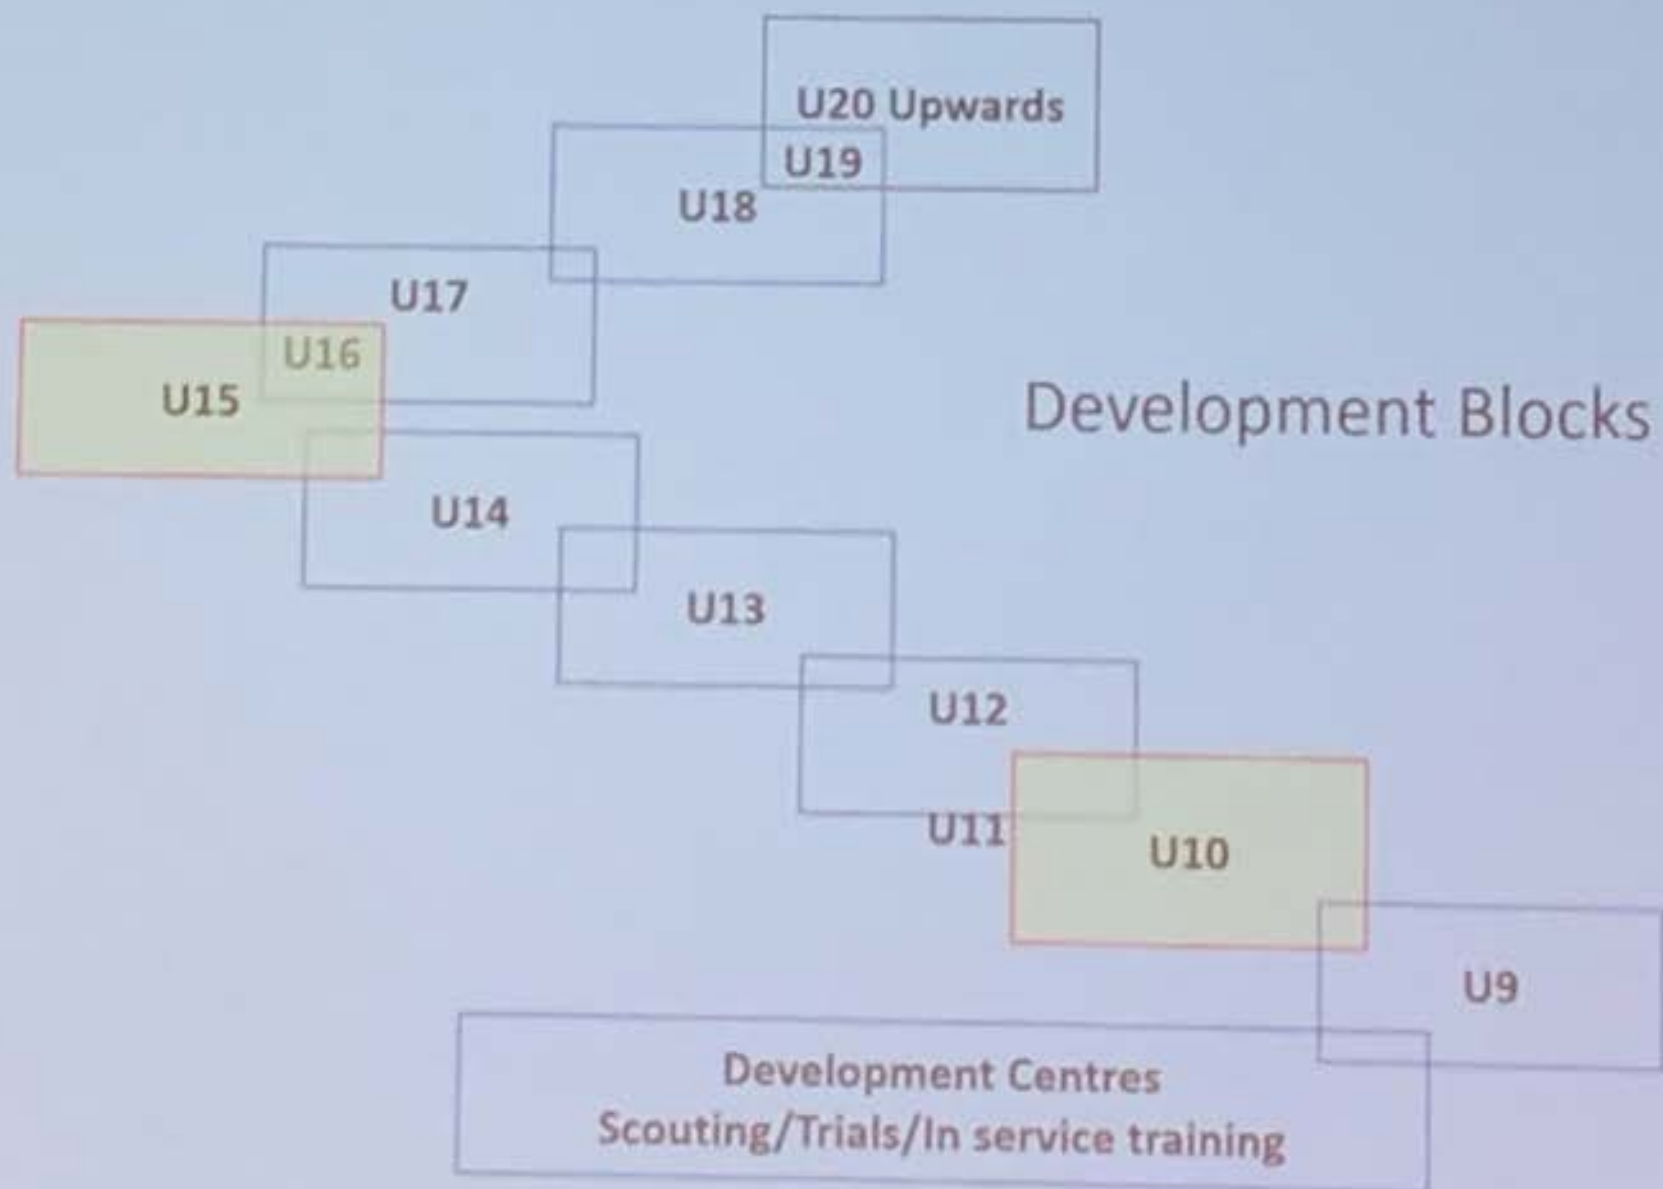 U20 Upwards
U19
U18
U17
U16
U15
Development Blocks
U14
U13
U12
U11
U10
U9
Development Centres
Scouting/Trials/In service training